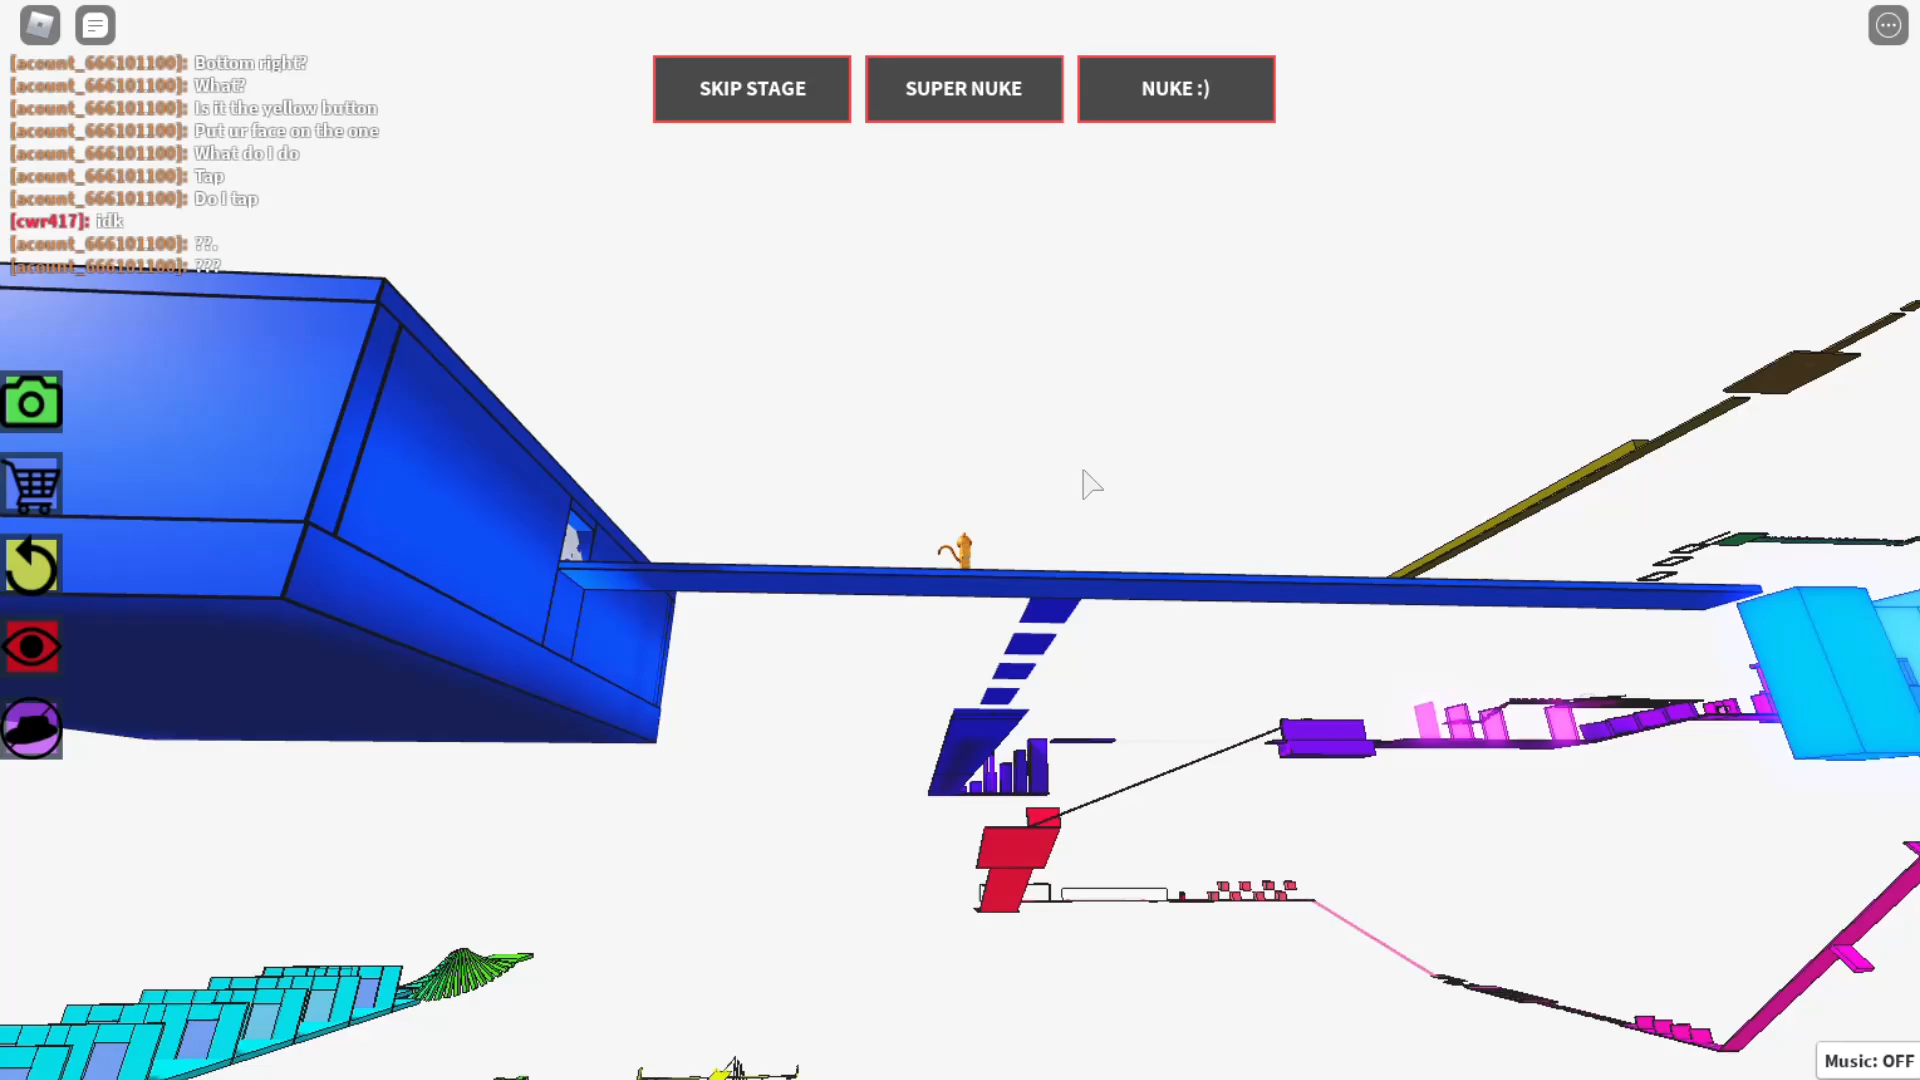 [acount_666101100]: Bottom right?
[acount_666101100]: What?
[acount_666101100]: Is it the yellow button
[acount_666101100]: Put ur face on the one
[acount_666101100]: What do I do
[acount_666101100]: Tap
[acount_666101100]: Do I tap
[cwr417]: idk
[acount_666101100]: ??.
[acount_666101100]: ???
SKIP STAGE
SUPER NUKE
NUKE :)
Music: OFF